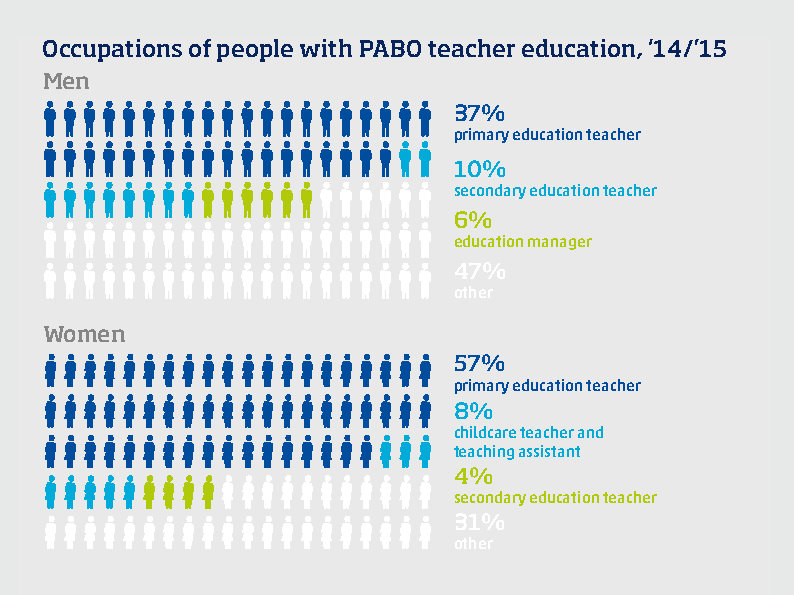 Occupations of people with PABO teacher education, ‘14/‘15
Men
37%
primary education teacher
10%
secondary education teacher
6%
education manager
47%
other
Women
57%
primary education teacher
8%
childcare teacher and
teaching assistant
4%
secondary education teacher
31%
other